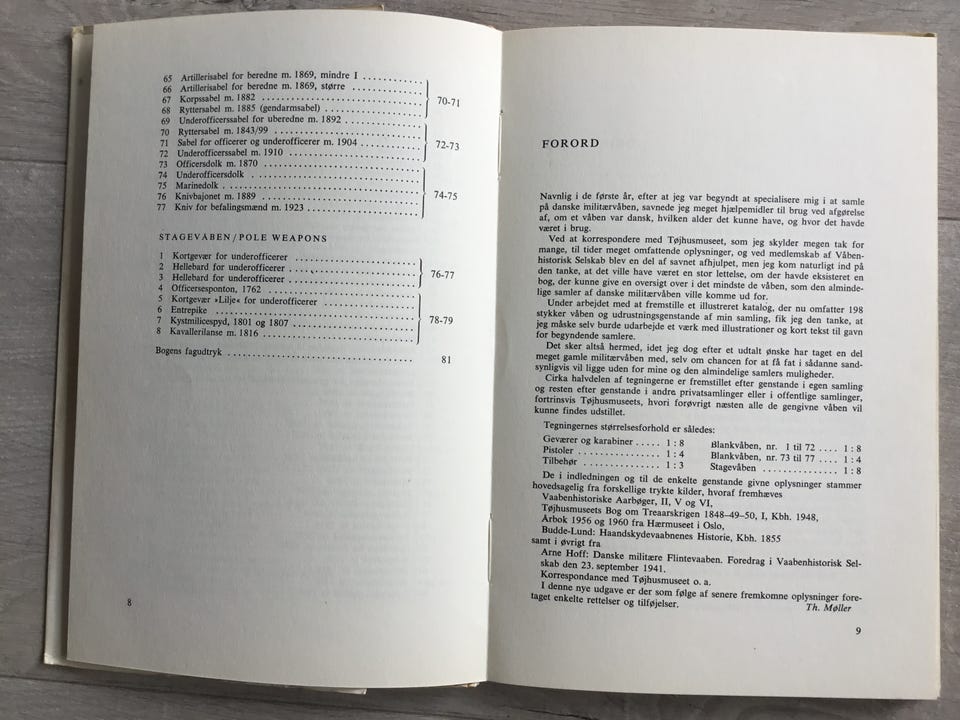 65 Artillerisabel for beredne m. 1869, mindre I ............
66 Artillerisabel for beredne m. 1869, større ..............
67 Korpssabel m. 1882 ............................ 70-71
68 Ryttersabel m. 1885 (gendarmsabel) ................
69 Underofficerssabel for uberedne m. 1892 ............
70 Ryttersabel m. 1843/99 ............................
71 Sabel for officerer og underofficerer m. 1904 ............ 72-73
72 Underofficerssabel m. 1910 ........................
73 Officersdolk m. 1870 ..............................
74 Underofficersdolk ................................
75 Marinedolk ......................................
76 Knivbajonet m. 1889 .............................. 74-75
77 Kniv for befalingsmænd m. 1923 ....................
STAGEVÅBEN/POLE WEAPONS
1 Kortgevær for underofficerer ......................
2 Hellebard for underofficerer ...................... 76-77
3 Hellebard for underofficerer ......................
4 Officersesponton, 1762 ............................
5 Kortgevær »Lilje« for underofficerer ................
6 Entrepike ........................................ 78-79
7 Kystmilicespyd, 1801 og 1807 ......................
8 Kavallerilanse m. 1816 ............................
Bogens fagudtryk .................................... 81
8
FORORD
Navnlig i de første år, efter at jeg var begyndt at specialisere mig i at samle
på danske militærvåben, savnede jeg meget hjælpemidler til brug ved afgørelse
af, om et våben var dansk, hvilken alder det kunne have, og hvor det havde
været i brug.
Ved at korrespondere med Tøjhusmuseet, som jeg skylder megen tak for
mange, til tider meget omfattende oplysninger, og ved medlemskab af Våben-
historisk Selskab blev en del af savnet afhjulpet, men jeg kom naturligt ind på
den tanke, at det ville have været en stor lettelse, om der havde eksisteret en
bog, der kunne give en oversigt over i det mindste de våben, som den alminde-
lige samler af danske militærvåben ville komme ud for.
Under arbejdet med at fremstille et illustreret katalog, der nu omfatter 198
stykker våben og udrustningsgenstande af min samling, fik jeg den tanke, at
jeg måske selv burde udarbejde et værk med illustrationer og kort tekst til gavn
for begyndende samlere.
Det sker altså hermed, idet jeg dog efter et udtalt ønske har taget en del
meget gamle militærvåben med, selv om chancen for at få fat i sådanne sand-
synligvis vil ligge uden for mine og den almindelige samlers muligheder.
Cirka halvdelen af tegningerne er fremstillet efter genstande i egen samling
og resten efter genstande i andre privatsamlinger eller i offentlige samlinger,
fortrinsvis Tøjhusmuseets, hvori forøvrigt næsten alle de gengivne våben vil
kunne findes udstillet.
Tegningernes størrelsesforhold er således:
Geværer og karabiner ..... 1 : 8 Blankvåben, nr. 1 til 72 .... 1 : 8
Pistoler .................. 1 : 4 Blankvåben, nr. 73 til 77 .... 1 : 4
Tilbehør ................ 1 : 3 Stagevåben ................ 1 : 8
De i indledningen og til de enkelte genstande givne oplysninger stammer
hovedsagelig fra forskellige trykte kilder, hvoraf fremhæves
Vaabenhistoriske Aarbøger, II, V og VI,
Tøjhusmuseets Bog om Treaarskrigen 1848-49-50, I, Kbh. 1948,
Årbok 1956 og 1960 fra Hærmuseet i Oslo,
Budde-Lund: Haandskydevaabnenes Historie, Kbh. 1855
samt i øvrigt fra
Arne Hoff: Danske militære Flintevaaben. Foredrag i Vaabenhistorisk Sel-
skab den 23. september 1941.
Korrespondance med Tøjhusmuseet o. a.
I denne nye udgave er der som følge af senere fremkomne oplysninger fore-
taget enkelte rettelser og tilføjelser. Th. Møller
9